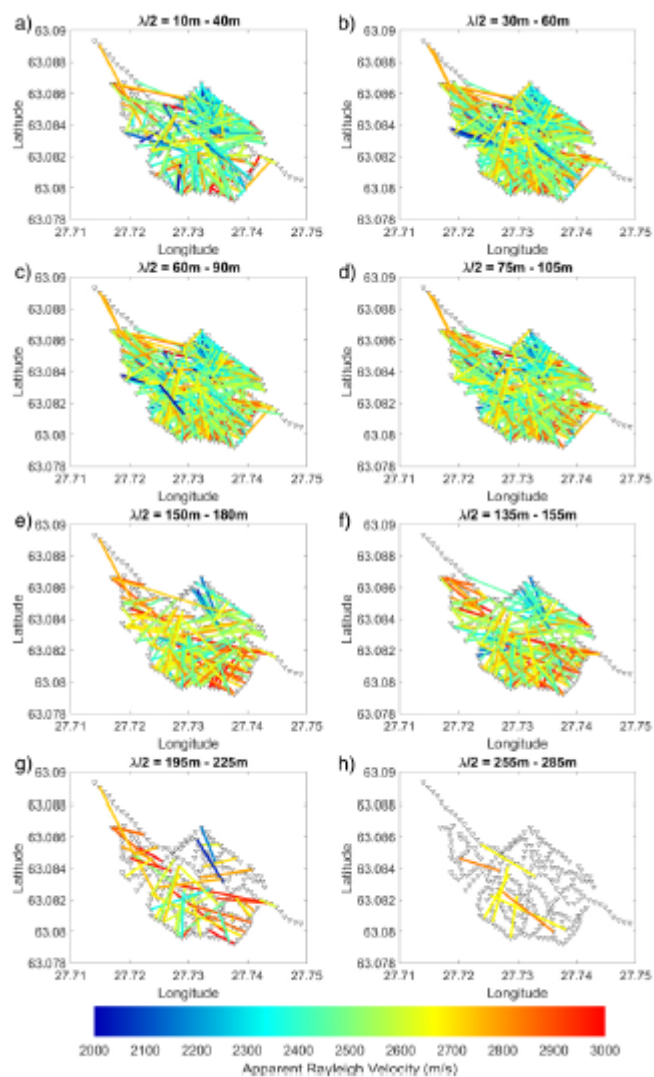 a) λ/2 = 10m - 40m
63.09
63.088
63.086
63.084
63.082
63.08
63.078
Latitude
27.71 27.72 27.73 27.74 27.75
Longitude
b) λ/2 = 30m - 60m
63.09
63.088
63.086
63.084
63.082
63.08
63.078
Latitude
27.71 27.72 27.73 27.74 27.75
Longitude
c) λ/2 = 60m - 90m
63.09
63.088
63.086
63.084
63.082
63.08
63.078
Latitude
27.71 27.72 27.73 27.74 27.75
Longitude
d) λ/2 = 75m - 105m
63.09
63.088
63.086
63.084
63.082
63.08
63.078
Latitude
27.71 27.72 27.73 27.74 27.75
Longitude
e) λ/2 = 150m - 180m
63.09
63.088
63.086
63.084
63.082
63.08
63.078
Latitude
27.71 27.72 27.73 27.74 27.75
Longitude
f) λ/2 = 135m - 155m
63.09
63.088
63.086
63.084
63.082
63.08
63.078
Latitude
27.71 27.72 27.73 27.74 27.75
Longitude
g) λ/2 = 195m - 225m
63.09
63.088
63.086
63.084
63.082
63.08
63.078
Latitude
27.71 27.72 27.73 27.74 27.75
Longitude
h) λ/2 = 255m - 285m
63.09
63.088
63.086
63.084
63.082
63.08
63.078
Latitude
27.71 27.72 27.73 27.74 27.75
Longitude
2000 2100 2200 2300 2400 2500 2600 2700 2800 2900 3000
Apparent Rayleigh Velocity (m/s)